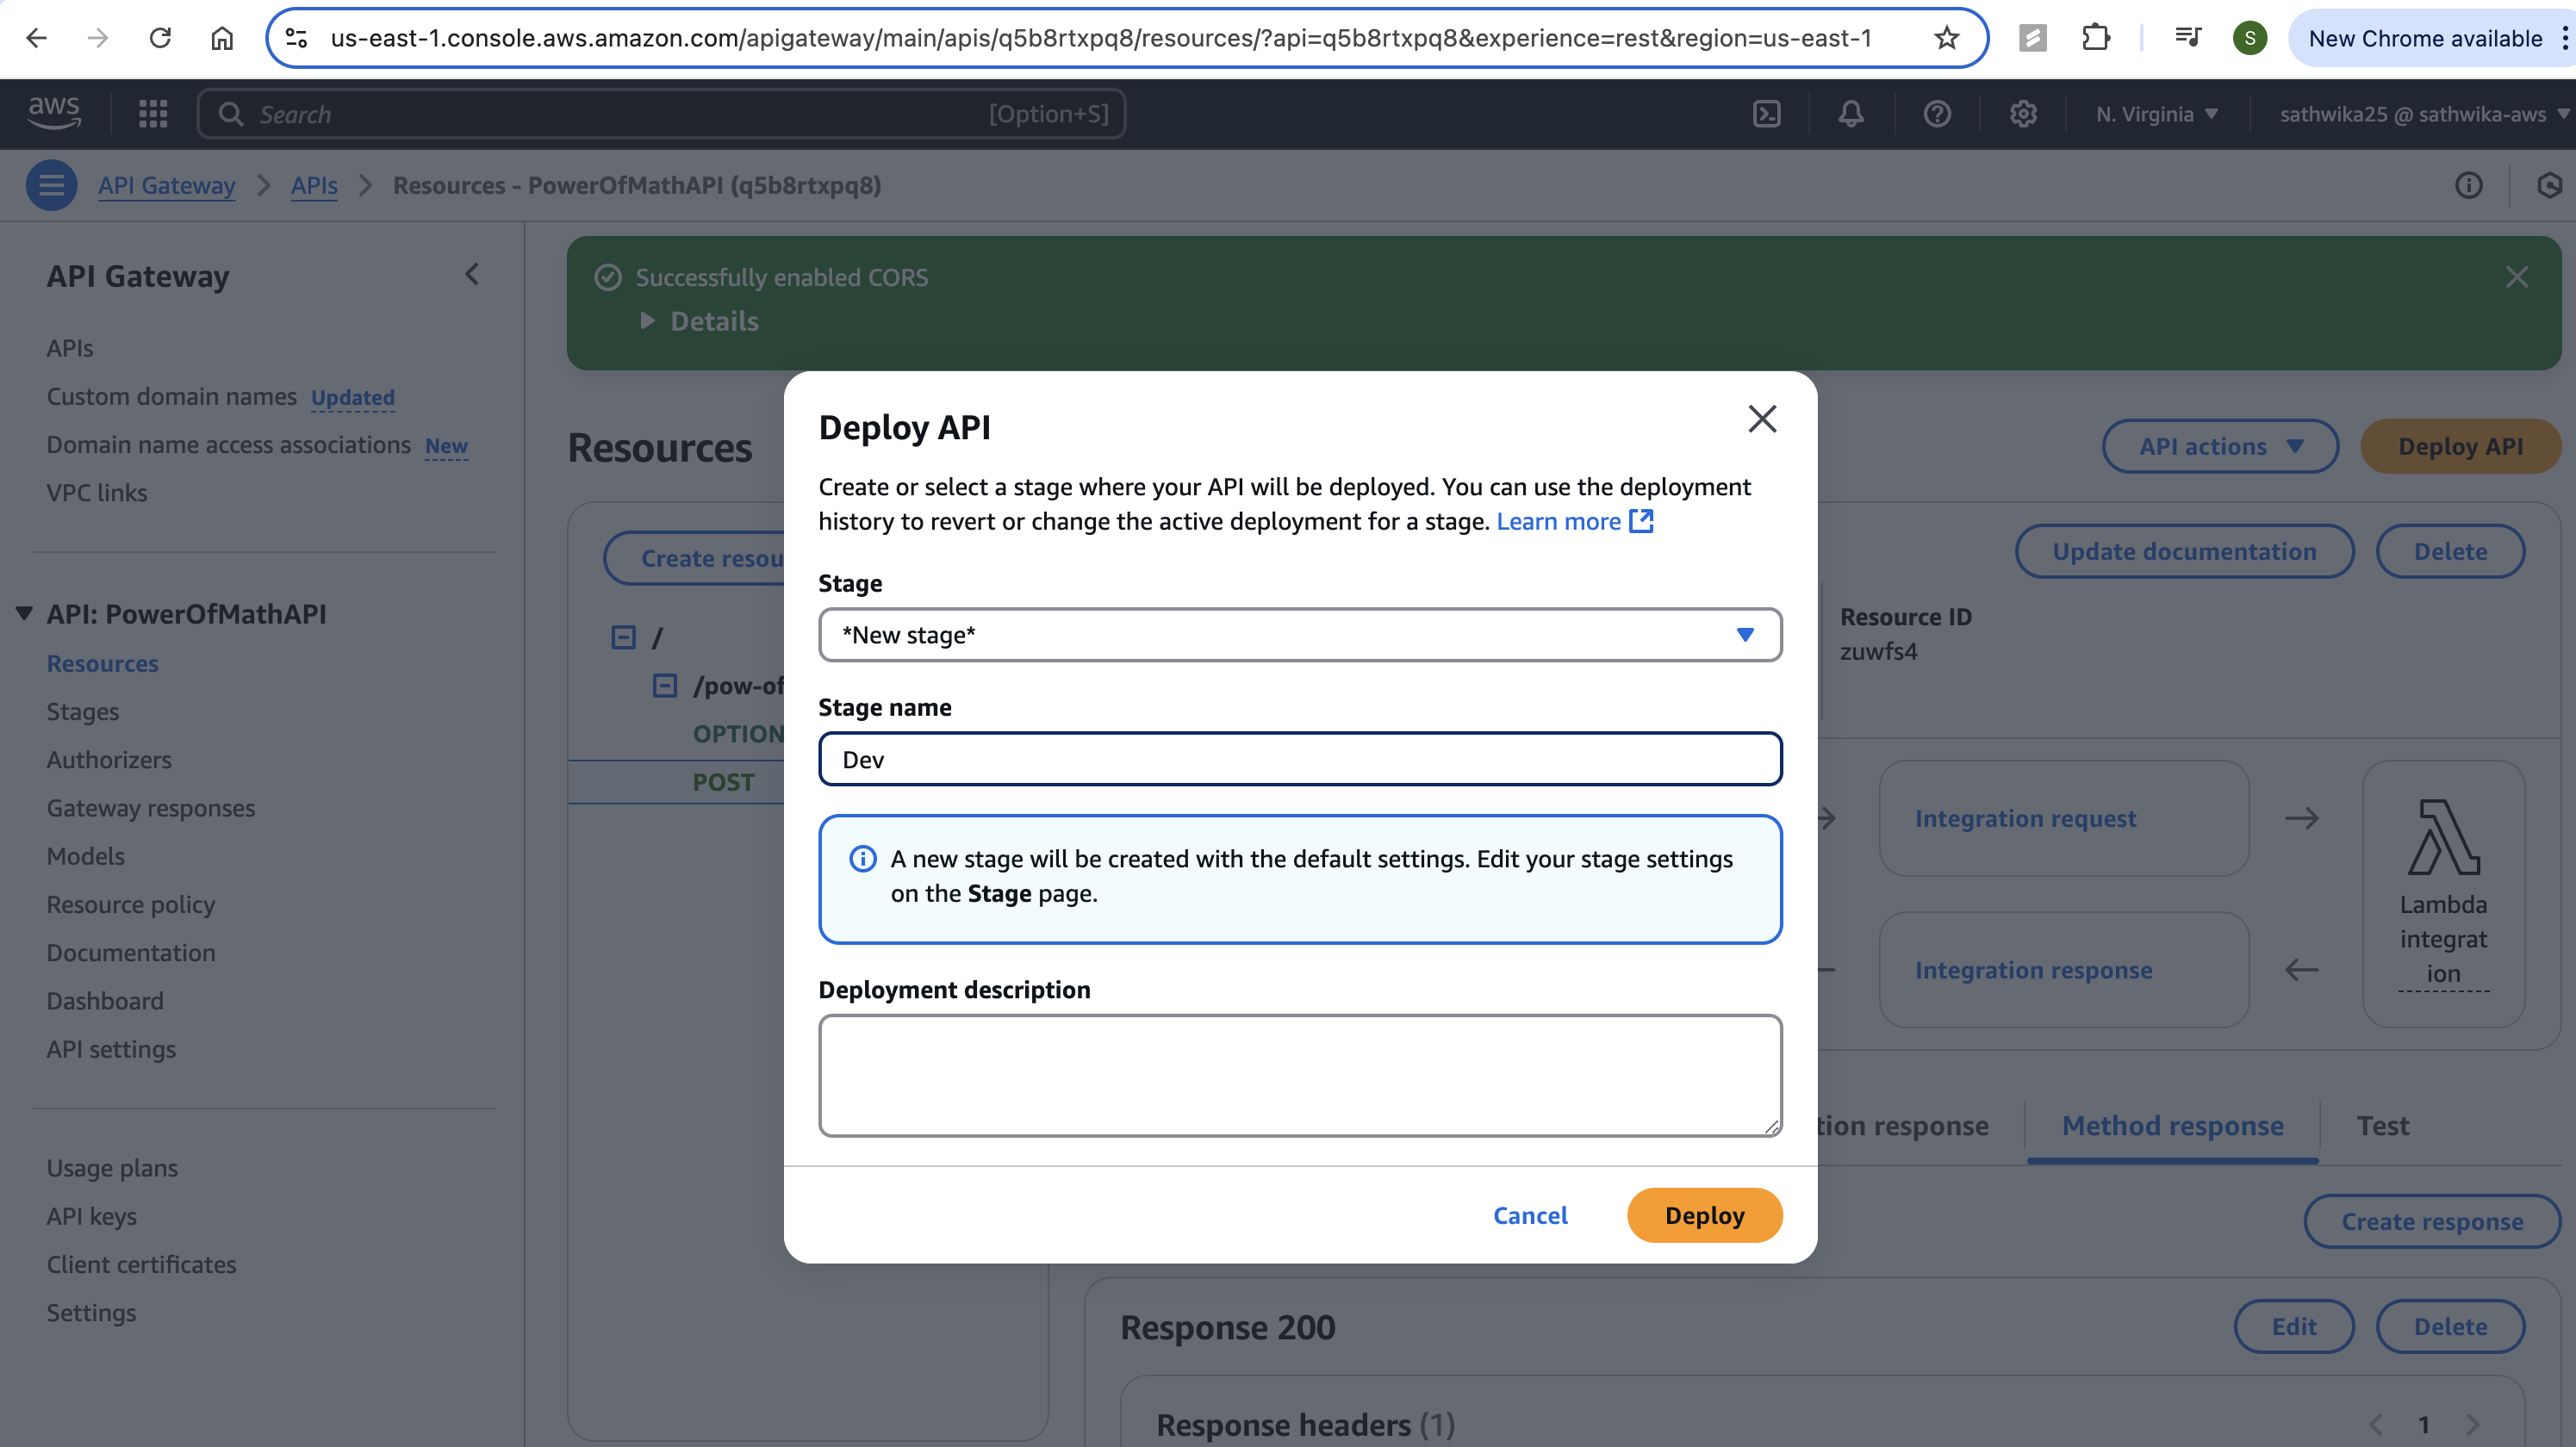 us-east-1.console.aws.amazon.com/apigateway/main/apis/q5b8rtxpq8/resources/?api=q5b8rtxpq8&experience=rest&region=us-east-1
S
New Chrome available
aws
Search
[Option+S]
N. Virginia
sathwika25 @ sathwika-aws
API Gateway
APIs
Resources - PowerOfMathAPI (q5b8rtxpq8)
API Gateway
APIs
Custom domain names Updated
Domain name access associations New
VPC links
API: PowerOfMathAPI
Resources
Stages
Authorizers
Gateway responses
Models
Resource policy
Documentation
Dashboard
API settings
Usage plans
API keys
Client certificates
Settings
Successfully enabled CORS
Details
Resources
API actions
Deploy API
Create resou
/
/pow-of
OPTION
POST
Update documentation
Delete
Resource ID
zuwfs4
Integration request
Integration response
Lambda
integrat
ion
tion response
Method response
Test
Create response
Response 200
Edit
Delete
Response headers (1)
1
Deploy API
Create or select a stage where your API will be deployed. You can use the deployment
history to revert or change the active deployment for a stage. Learn more
Stage
*New stage*
Stage name
Dev
A new stage will be created with the default settings. Edit your stage settings
on the Stage page.
Deployment description
Cancel
Deploy